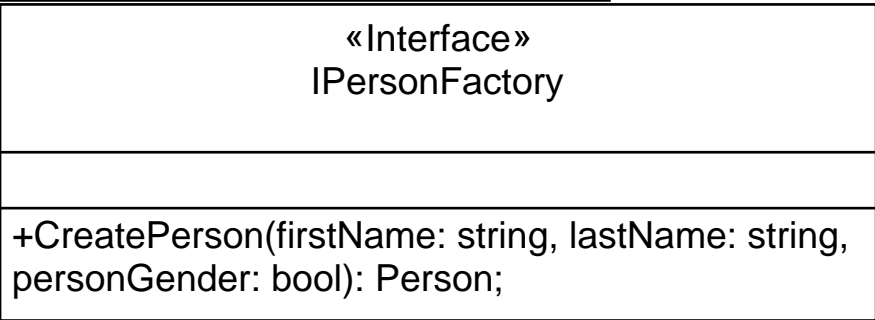 «Interface»
IPersonFactory
+CreatePerson(firstName: string, lastName: string,
personGender: bool): Person;